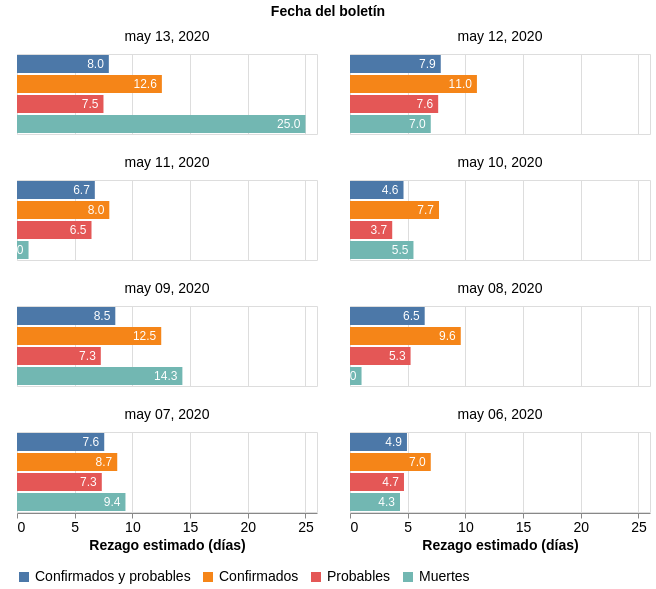 Fecha del boletín
may 13, 2020
may 12, 2020
8.0
12.6
7.5
25.0
7.9
11.0
7.6
7.0
may 11, 2020
may 10, 2020
6.7
8.0
6.5
0
4.6
7.7
3.7
5.5
may 09, 2020
may 08, 2020
8.5
12.5
7.3
14.3
6.5
9.6
5.3
0
may 07, 2020
may 06, 2020
7.6
8.7
7.3
9.4
4.9
7.0
4.7
4.3
0 5 10 15 20 25
0 5 10 15 20 25
Rezago estimado (días)
Rezago estimado (días)
Confirmados y probables Confirmados Probables Muertes